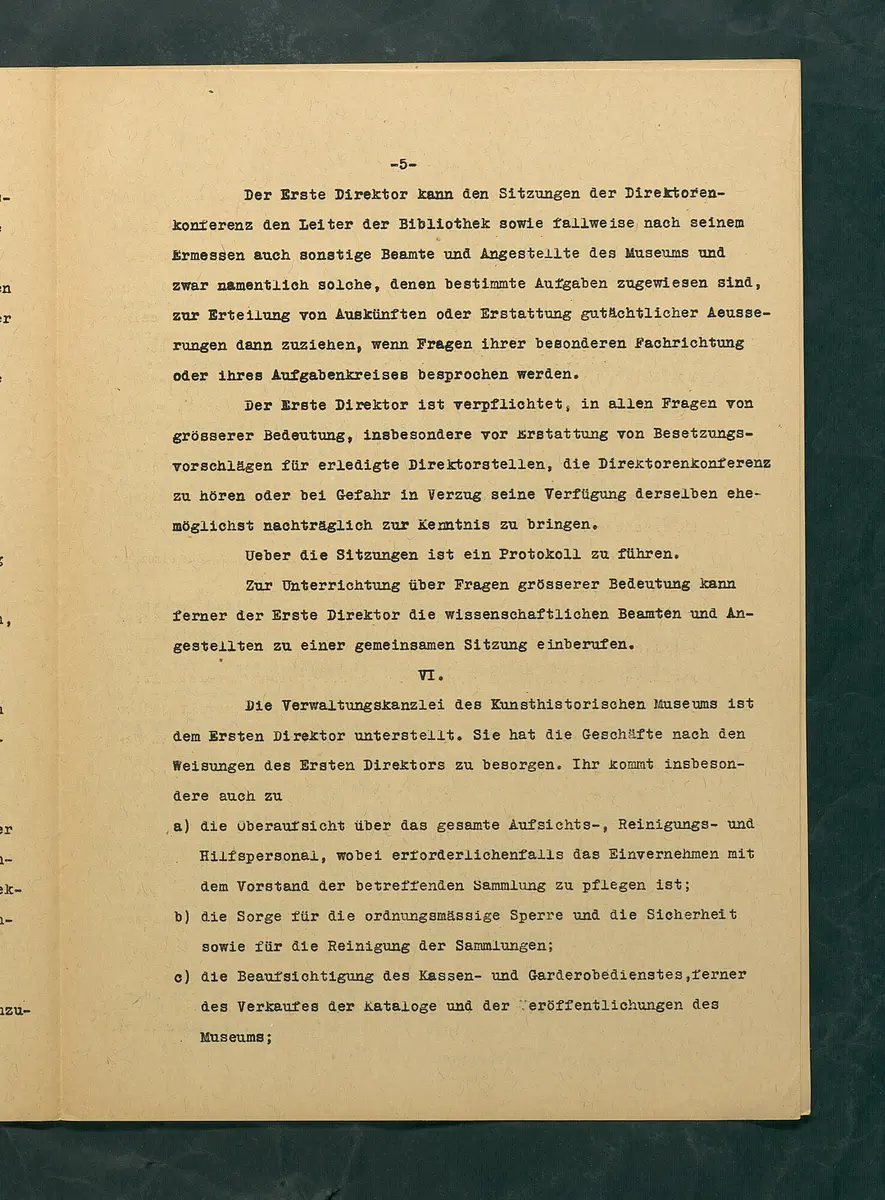 -5-
Der Erste Direktor kann den Sitzungen der Direktoren-
konferenz den Leiter der Bibliothek sowie fallweise nach seinem
Ermessen auch sonstige Beamte und Angestellte des Museums und
zwar namentlich solche, denen bestimmte Aufgaben zugewiesen sind,
zur Erteilung von Auskünften oder Erstattung gutächtlicher Aeusse-
rungen dann zuziehen, wenn Fragen ihrer besonderen Fachrichtung
oder ihres Aufgabenkreises besprochen werden.
Der Erste Direktor ist verpflichtet, in allen Fragen von
grösserer Bedeutung, insbesondere vor Erstattung von Besetzungs-
vorschlägen für erledigte Direktorstellen, die Direktorenkonferenz
zu hören oder bei Gefahr in Verzug seine Verfügung derselben ehe-
möglichst nachträglich zur Kenntnis zu bringen.
Ueber die Sitzungen ist ein Protokoll zu führen.
Zur Unterrichtung über Fragen grösserer Bedeutung kann
ferner der Erste Direktor die wissenschaftlichen Beamten und An-
gestellten zu einer gemeinsamen Sitzung einberufen.
VI.
Die Verwaltungskanzlei des Kunsthistorischen Museums ist
dem Ersten Direktor unterstellt. Sie hat die Geschäfte nach den
Weisungen des Ersten Direktors zu besorgen. Ihr kommt insbeson-
dere auch zu
a) die Oberaufsicht über das gesamte Aufsichts-, Reinigungs- und
Hilfspersonal, wobei erforderlichenfalls das Einvernehmen mit
dem Vorstand der betreffenden Sammlung zu pflegen ist;
b) die Sorge für die ordnungsmässige Sperre und die Sicherheit
sowie für die Reinigung der Sammlungen;
c) die Beaufsichtigung des Kassen- und Garderobedienstes,ferner
des Verkaufes der Kataloge und der Veröffentlichungen des
Museums;